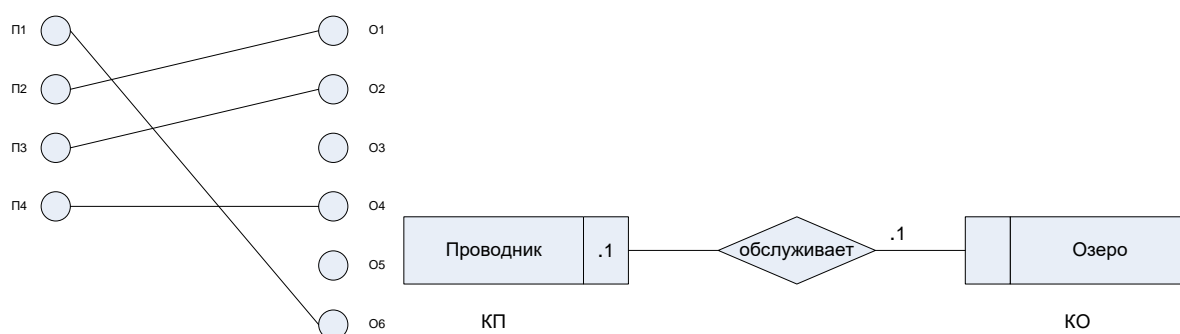 П1
О1
П2
О2
П3
О3
П4
О4
О5
О6
Проводник
.1
обслуживает
.1
Озеро
КП
КО